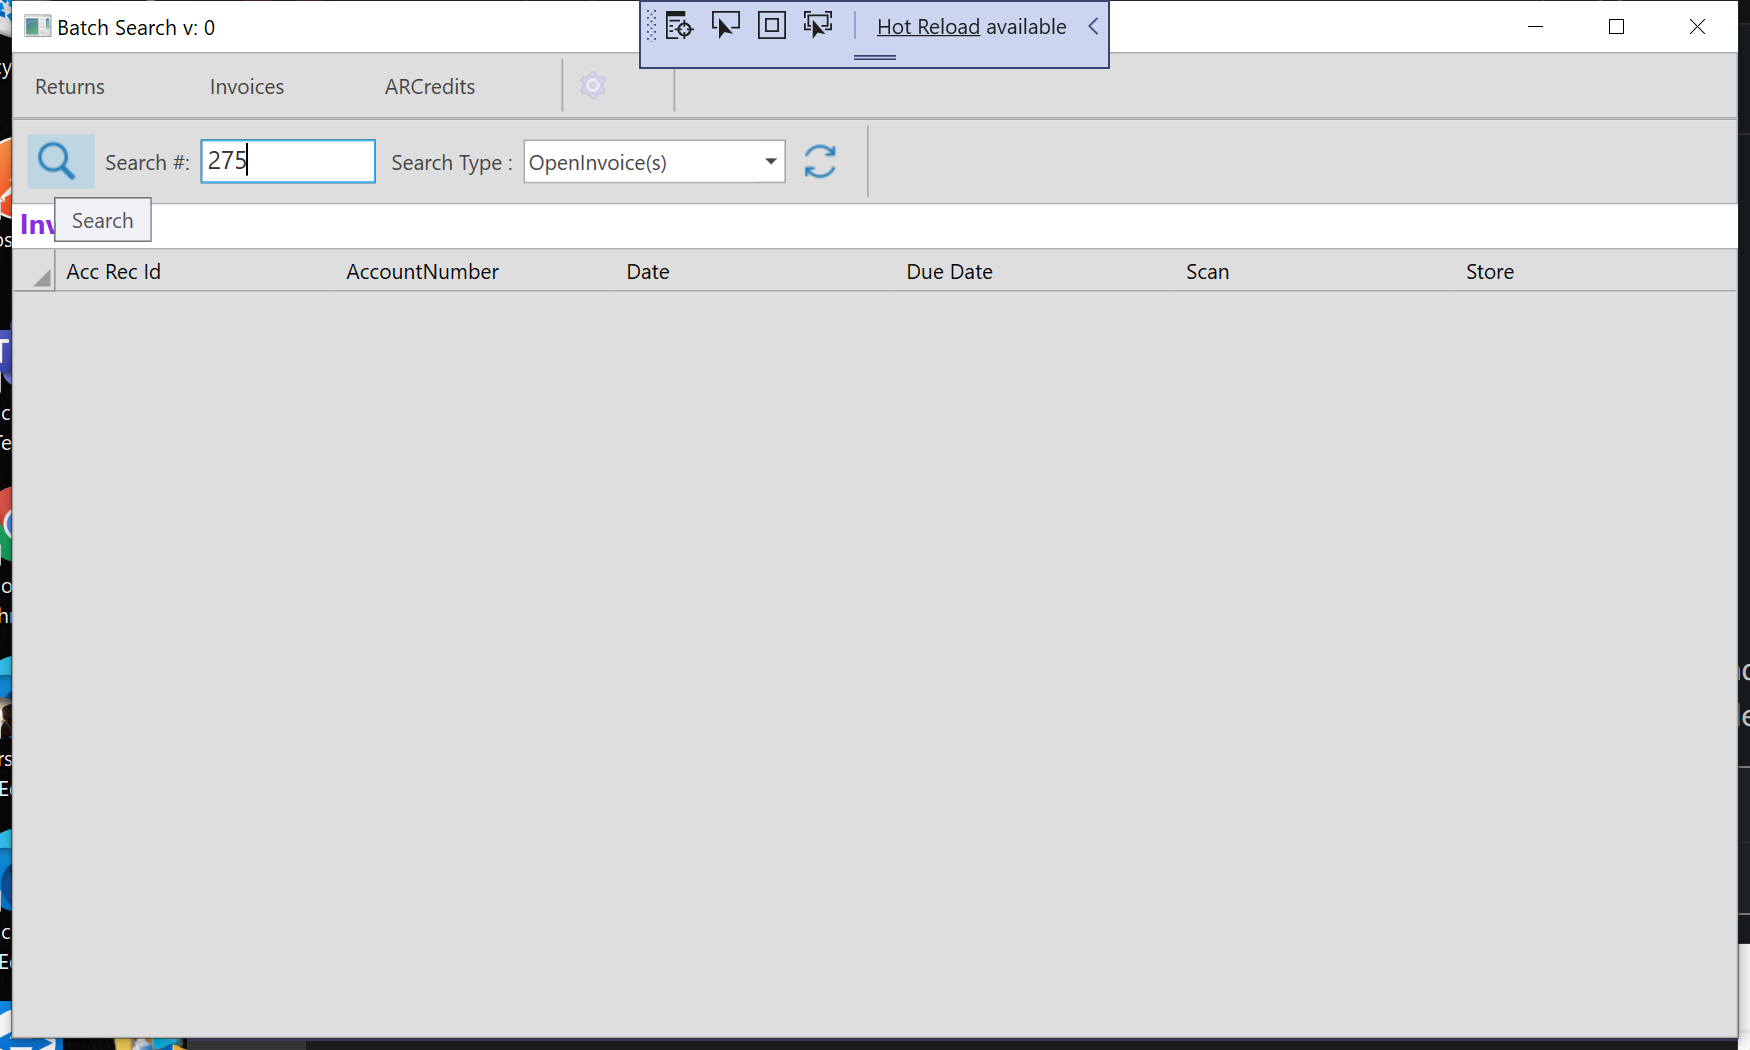 Batch Search v: 0
Hot Reload available
Returns Invoices ARCredits
Search #: 275 Search Type : OpenInvoice(s)
Search
Acc Rec Id AccountNumber Date Due Date Scan Store